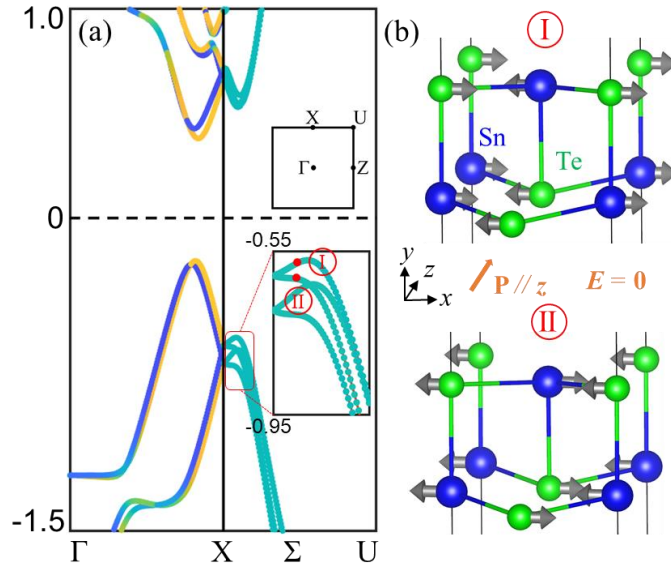 1.0
(a)
X
U
Γ
Z
0
-0.55
I
II
-0.95
-1.5
Γ
X
Σ
U
(b)
I
Sn
Te
y
z
x
P // z
E = 0
II